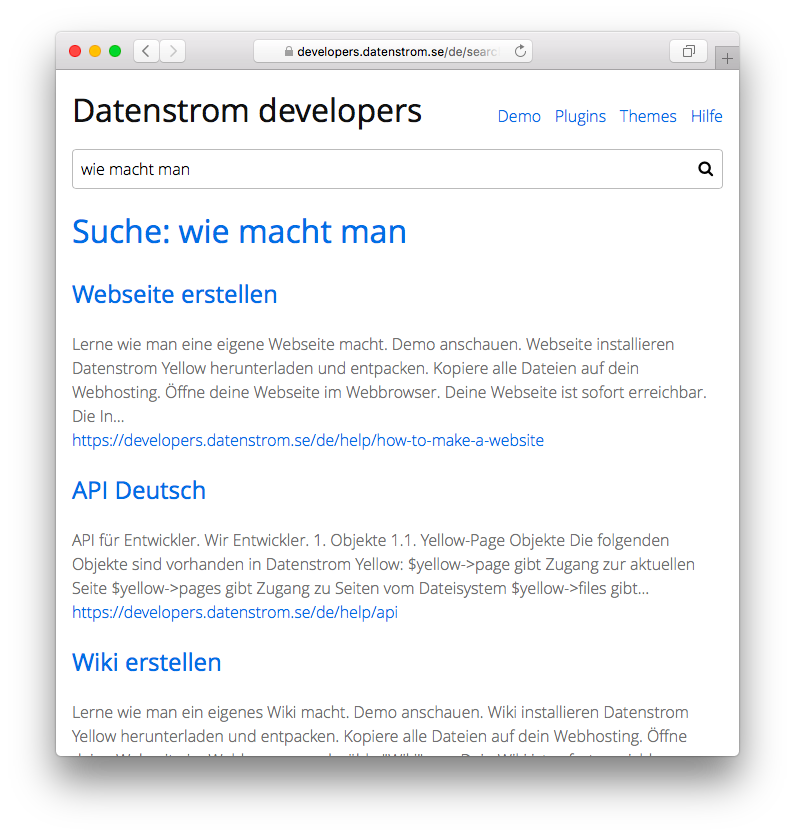 developers.datenstrom.se/de/searc
Datenstrom developers
Demo Plugins Themes Hilfe
wie macht man
Suche: wie macht man
Webseite erstellen
Lerne wie man eine eigene Webseite macht. Demo anschauen. Webseite installieren
Datenstrom Yellow herunterladen und entpacken. Kopiere alle Dateien auf dein
Webhosting. Öffne deine Webseite im Webbrowser. Deine Webseite ist sofort erreichbar.
Die In...
https://developers.datenstrom.se/de/help/how-to-make-a-website
API Deutsch
API für Entwickler. Wir Entwickler. 1. Objekte 1.1. Yellow-Page Objekte Die folgenden
Objekte sind vorhanden in Datenstrom Yellow: $yellow->page gibt Zugang zur aktuellen
Seite $yellow->pages gibt Zugang zu Seiten vom Dateisystem $yellow->files gibt...
https://developers.datenstrom.se/de/help/api
Wiki erstellen
Lerne wie man ein eigenes Wiki macht. Demo anschauen. Wiki installieren Datenstrom
Yellow herunterladen und entpacken. Kopiere alle Dateien auf dein Webhosting. Öffne